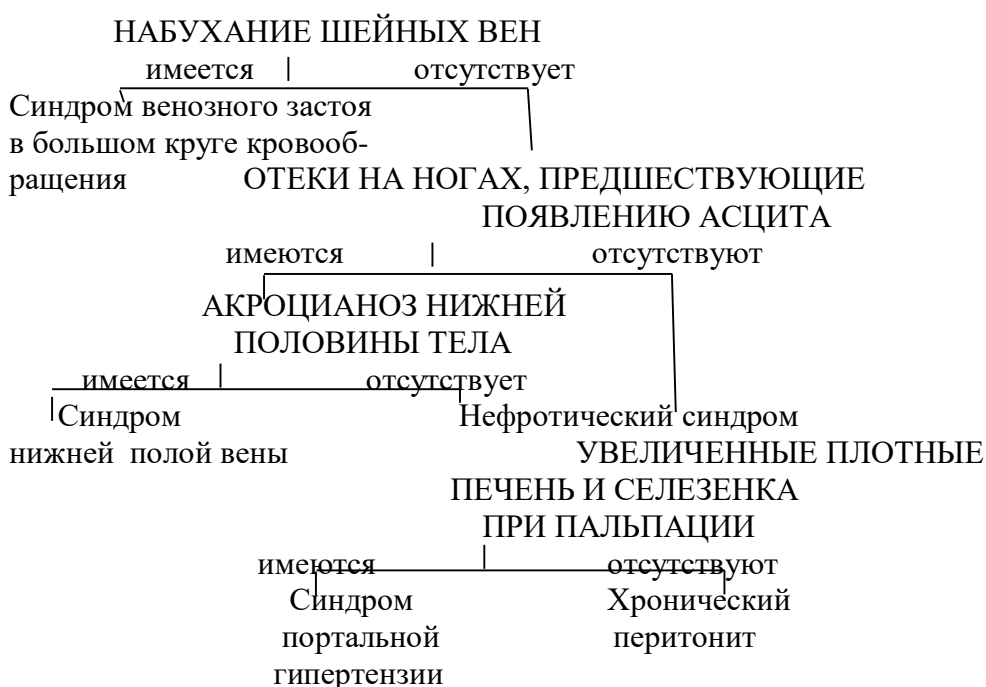 НАБУХАНИЕ ШЕЙНЫХ ВЕН
имеется отсутствует
Синдром венозного застоя
в большом круге кровооб-
ращения ОТЕКИ НА НОГАХ, ПРЕДШЕСТВУЮЩИЕ
ПОЯВЛЕНИЮ АСЦИТА
имеются отсутствуют
АКРОЦИАНОЗ НИЖНЕЙ
ПОЛОВИНЫ ТЕЛА
имеется отсутствует
Синдром Нефротический синдром
нижней полой вены УВЕЛИЧЕННЫЕ ПЛОТНЫЕ
ПЕЧЕНЬ И СЕЛЕЗЕНКА
ПРИ ПАЛЬПАЦИИ
имеются отсутствуют
Синдром Хронический
портальной перитонит
гипертензии